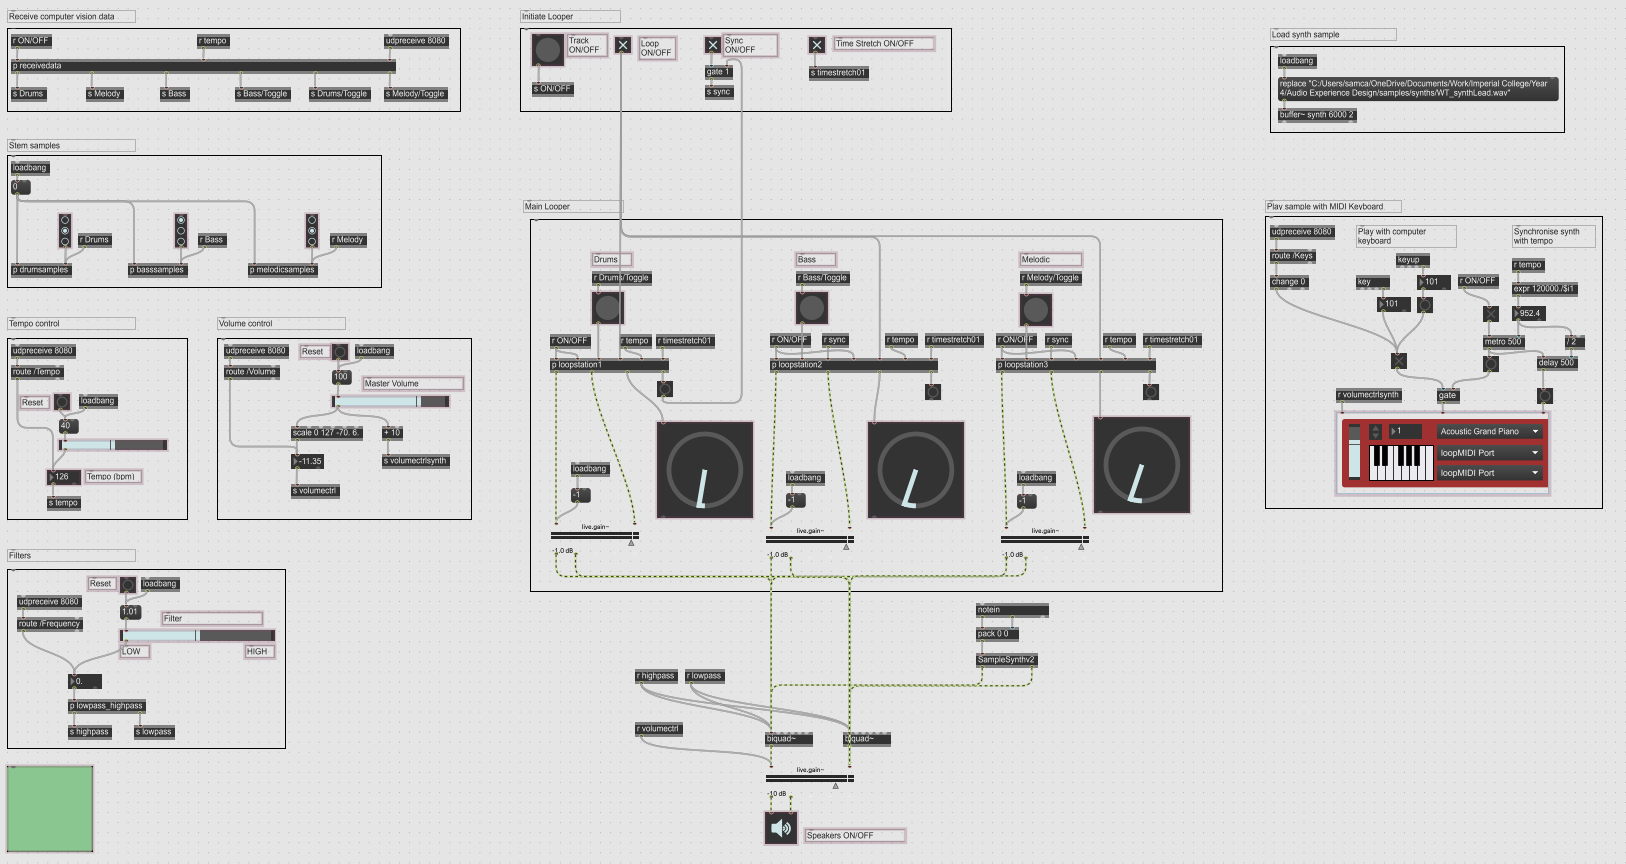 Receive computer vision data
r ON/OFF
r tempo
udpreceive 8080
p receivedata
s Drums
s Melody
s Bass
s Bass/Toggle
s Drums/Toggle
s Melody/Toggle
Stem samples
loadbang
0
r Drums
r Bass
r Melody
p drumsamples
p basssamples
p melodicsamples
Tempo control
udpreceive 8080
route /Tempo
Reset
loadbang
40
126
Tempo (bpm)
s tempo
Volume control
udpreceive 8080
Reset
loadbang
route /Volume
100
Master Volume
scale 0 127 -70. 6.
+ 10
-11.35
s volumectrlsynth
s volumectrl
Filters
Reset
loadbang
udpreceive 8080
1.01
route /Frequency
Filter
LOW
HIGH
0.
p lowpass_highpass
s highpass
s lowpass
Initiate Looper
Track
ON/OFF
Loop
ON/OFF
Sync
ON/OFF
Time Stretch ON/OFF
gate 1
s timestretch01
s ON/OFF
s sync
Main Looper
Drums
Bass
Melodic
r Drums/Toggle
r Bass/Toggle
r Melody/Toggle
r ON/OFF
r tempo
r timestretch01
r ON/OFF
r sync
r tempo
r timestretch01
r ON/OFF
r sync
r tempo
r timestretch01
p loopstation1
p loopstation2
p loopstation3
loadbang
-1
loadbang
-1
loadbang
-1
live.gain~
live.gain~
live.gain~
-1.0 dB
-1.0 dB
-1.0 dB
notein
pack 0 0
SampleSynthv2
r highpass
r lowpass
r volumectrl
biquad~
biquad~
live.gain~
-10 dB
Speakers ON/OFF
Load synth sample
loadbang
replace "C:/Users/samca/OneDrive/Documents/Work/Imperial College/Year
4/Audio Experience Design/samples/synths/WT_synthLead.wav"
buffer~ synth 6000 2
Play sample with MIDI Keyboard
udpreceive 8080
Play with computer
keyboard
Synchronise synth
with tempo
route /Keys
keyup
r tempo
change 0
key
101
r ON/OFF
expr 120000./$i1
101
952.4
metro 500
/ 2
delay 500
r volumectrlsynth
gate
1
Acoustic Grand Piano
loopMIDI Port
loopMIDI Port